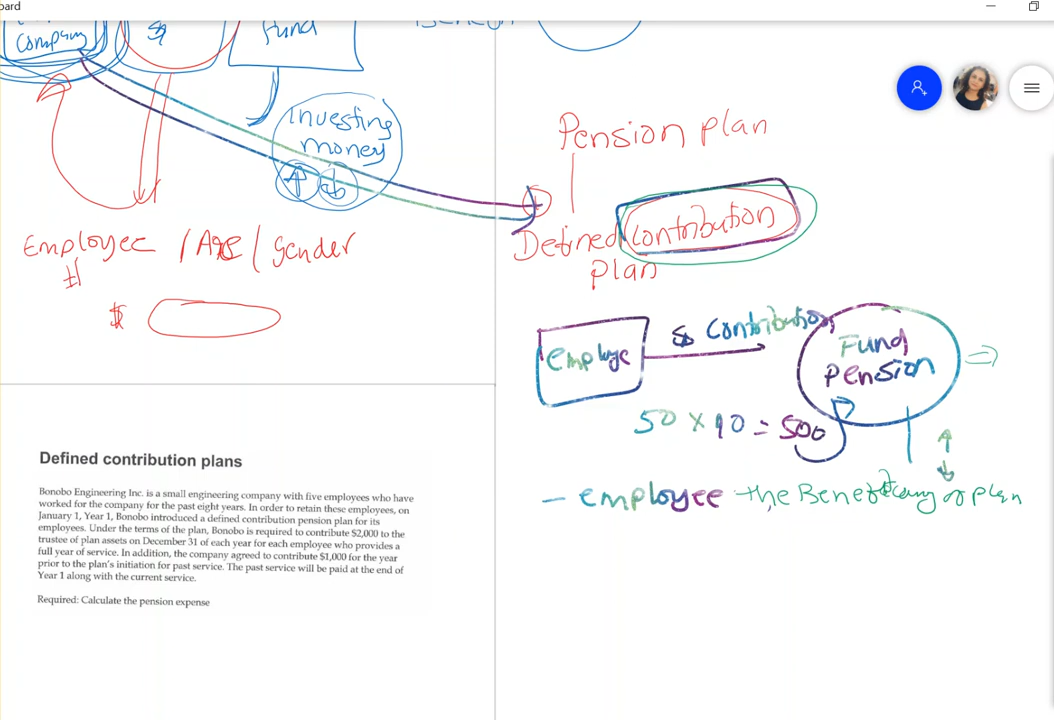 oard
Company
$
Fund
Investing
money
Pension plan
Defined Contribution
plan
Employee / Age / Gender
$
Employe
$ Contribution
Fund
Pension
50 × 10 = 500
- employee the Beneficiary of plan
Defined contribution plans
Bonobo Engineering Inc. is a small engineering company with five employees who have
worked for the company for the past eight years. In order to retain these employees, on
January 1, Year 1, Bonobo introduced a defined contribution pension plan for its
employees. Under the terms of the plan, Bonobo is required to contribute $2,000 to the
trustee of plan assets on December 31 of each year for each employee who provides a
full year of service. In addition, the company agreed to contribute $1,000 for the year
prior to the plan's initiation for past service. The past service will be paid at the end of
Year 1 along with the current service.
Required: Calculate the pension expense